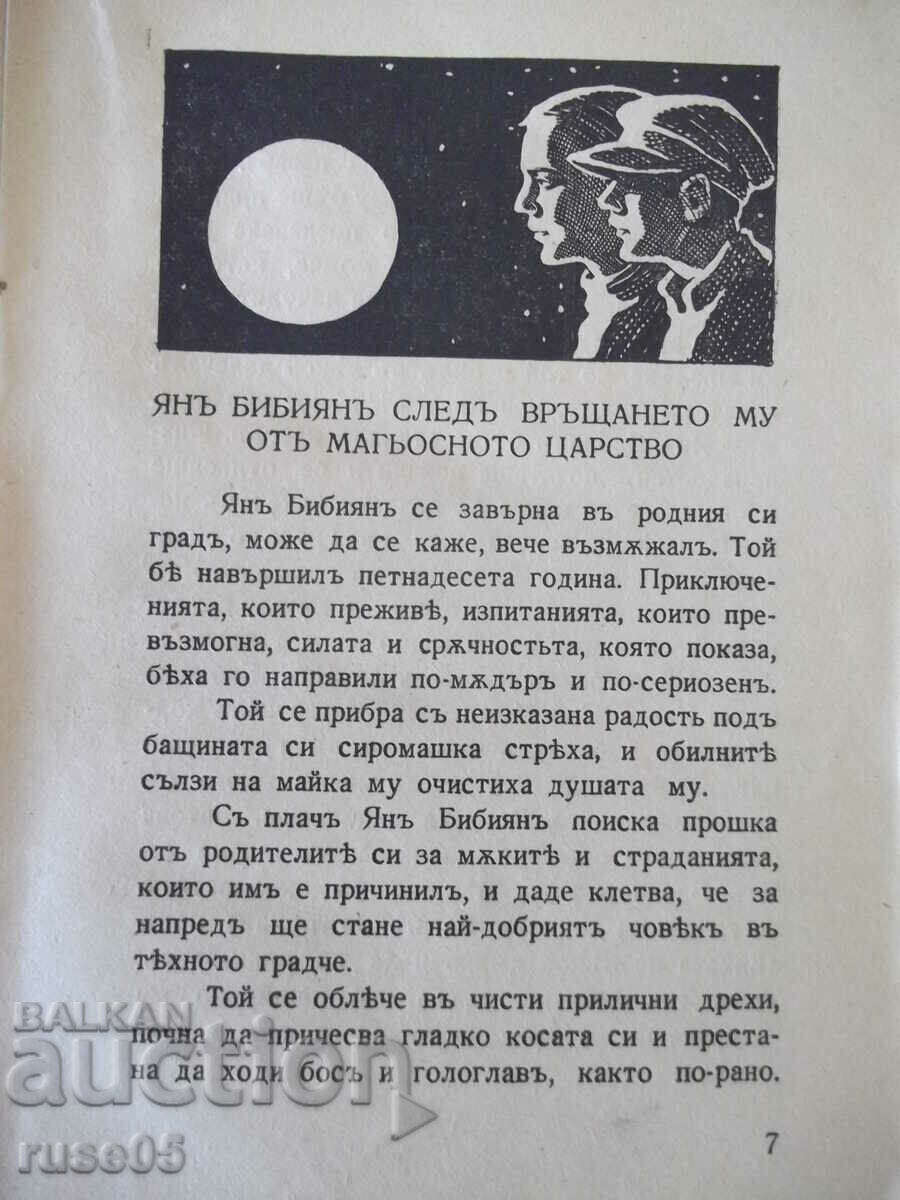 ЯНЪ БИБИЯНЪ СЛЕДЪ ВРЪЩАНЕТО МУ
ОТЪ МАГЬОСНОТО ЦАРСТВО
Янъ Бибиянъ се завърна въ родния си
градъ, може да се каже, вече възмѫжалъ. Той
бѣ навършилъ петнадесета година. Приключе-
нията, които преживѣ, изпитанията, които пре-
възмогна, силата и срѫчностьта, която показа,
бѣха го направили по-мѫдъръ и по-сериозенъ.
Той се прибра съ неизказана радость подъ
бащината си сиромашка стрѣха, и обилнитѣ
сълзи на майка му очистиха душата му.
Съ плачъ Янъ Бибиянъ поиска прошка
отъ родителитѣ си за мѫкитѣ и страданията,
които имъ е причинилъ, и даде клетва, че за
напредъ ще стане най-добриятъ човѣкъ въ
тѣхното градче.
Той се облѣче въ чисти прилични дрехи,
почна да причесва гладко косата си и преста-
на да ходи босъ и гологлавъ, както по-рано.
7
BALKAN
auction
ruse05